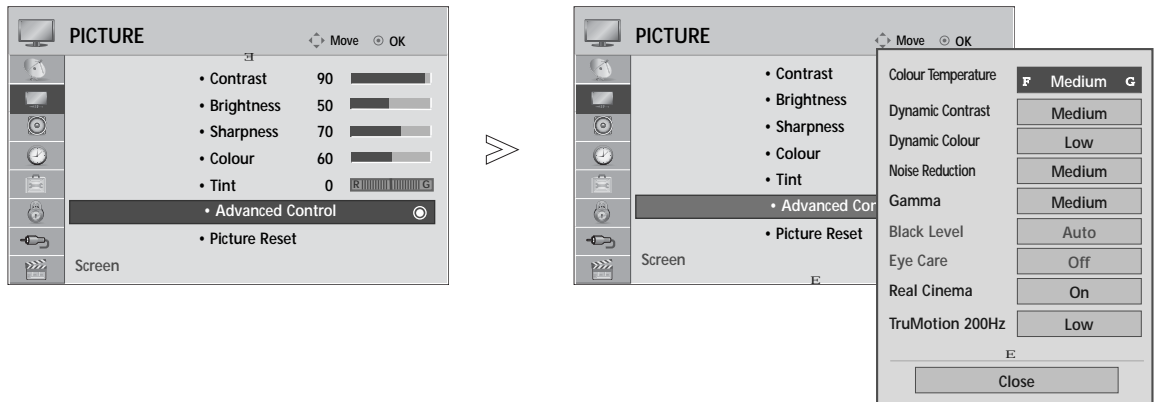 PICTURE
Move OK
E
• Contrast 90
• Brightness 50
• Sharpness 70
• Colour 60
• Tint 0 R G
• Advanced Control
• Picture Reset
Screen
PICTURE
Move OK
• Contrast
• Brightness
• Sharpness
• Colour
• Tint
• Advanced Cor
• Picture Reset
Screen
E
Colour Temperature F Medium G
Dynamic Contrast Medium
Dynamic Colour Low
Noise Reduction Medium
Gamma Medium
Black Level Auto
Eye Care Off
Real Cinema On
TruMotion 200Hz Low
E
Close